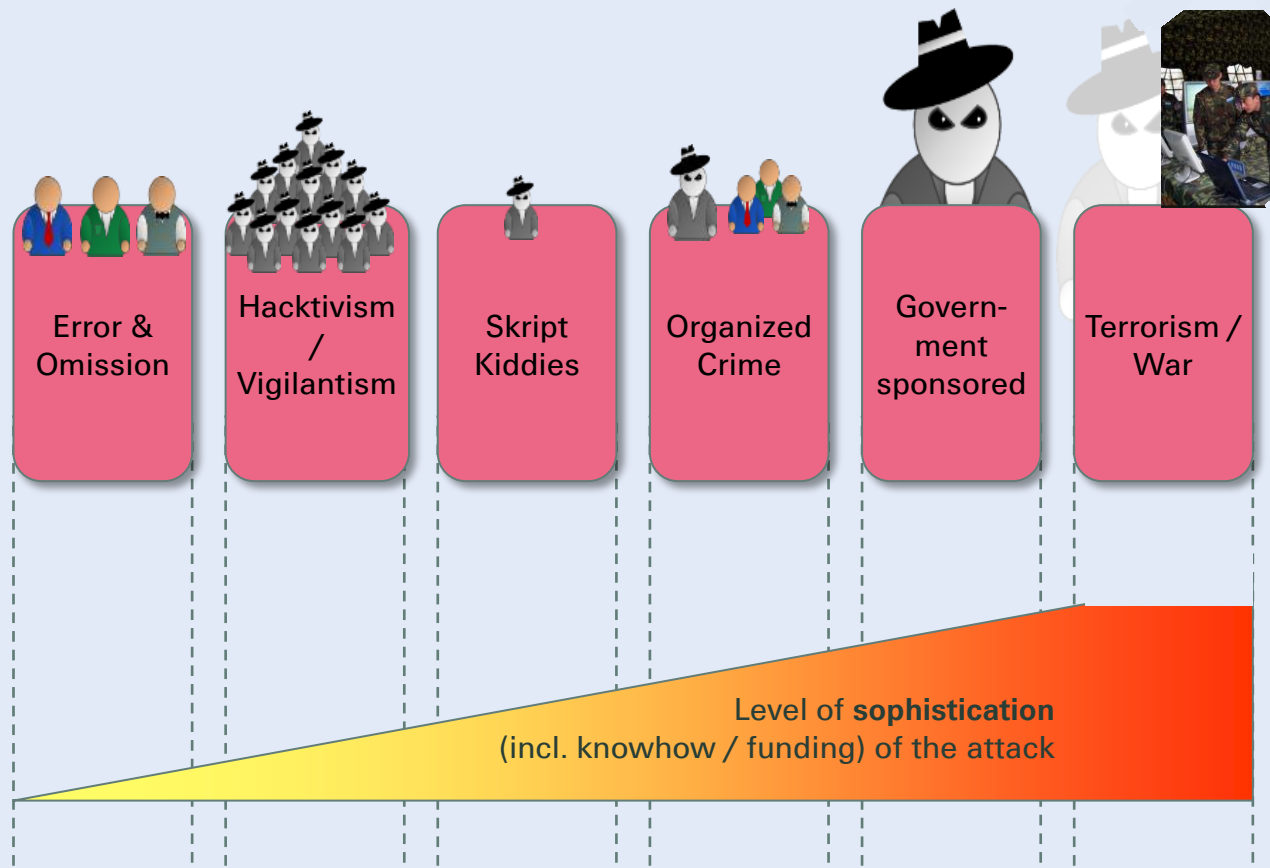 Error &
Omission
Hacktivism
/
Vigilantism
Skript
Kiddies
Organized
Crime
Govern-
ment
sponsored
Terrorism /
War
Level of sophistication
(incl. knowhow / funding) of the attack